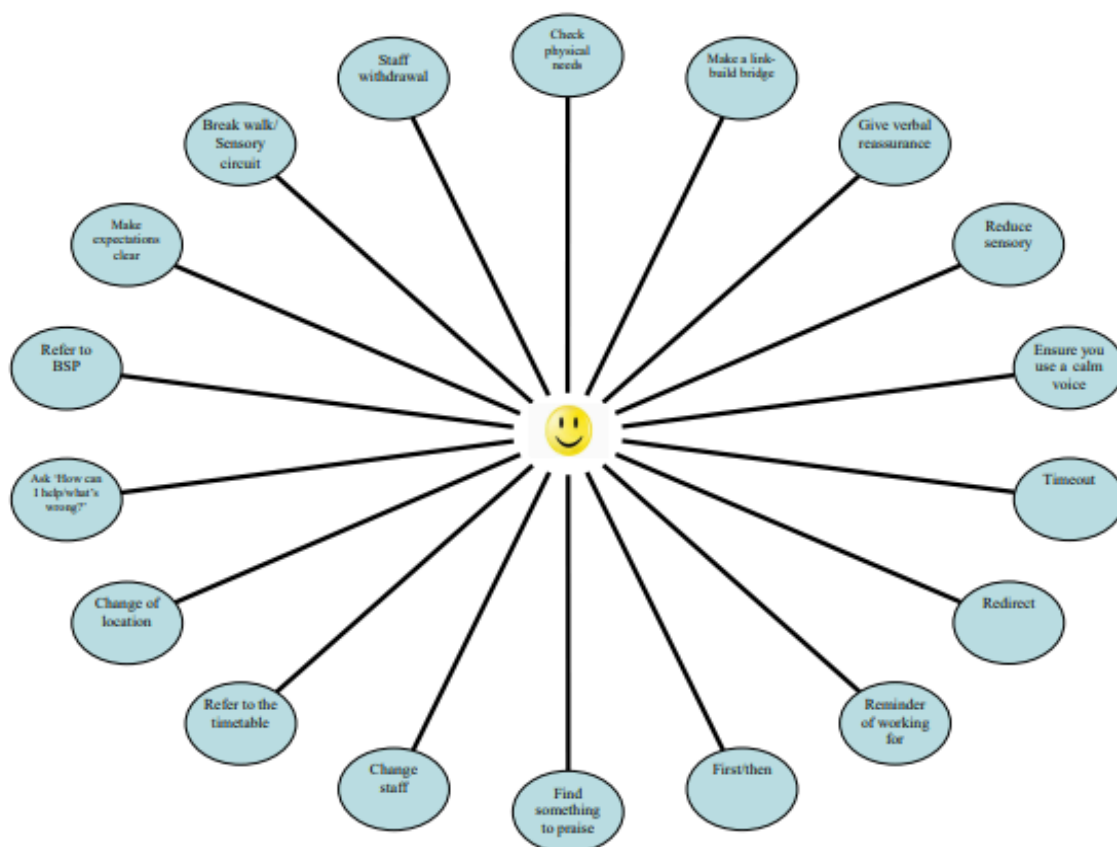 Check
physical
needs
Make a link-
build bridge
Give verbal
reassurance
Reduce
sensory
Ensure you
use a calm
voice
Timeout
Redirect
Reminder
of working
for
First/then
Find
something
to praise
Change
staff
Refer to the
timetable
Change of
location
Ask ‘How can
I help/what’s
wrong?’
Refer to
BSP
Make
expectations
clear
Break walk/
Sensory
circuit
Staff
withdrawal